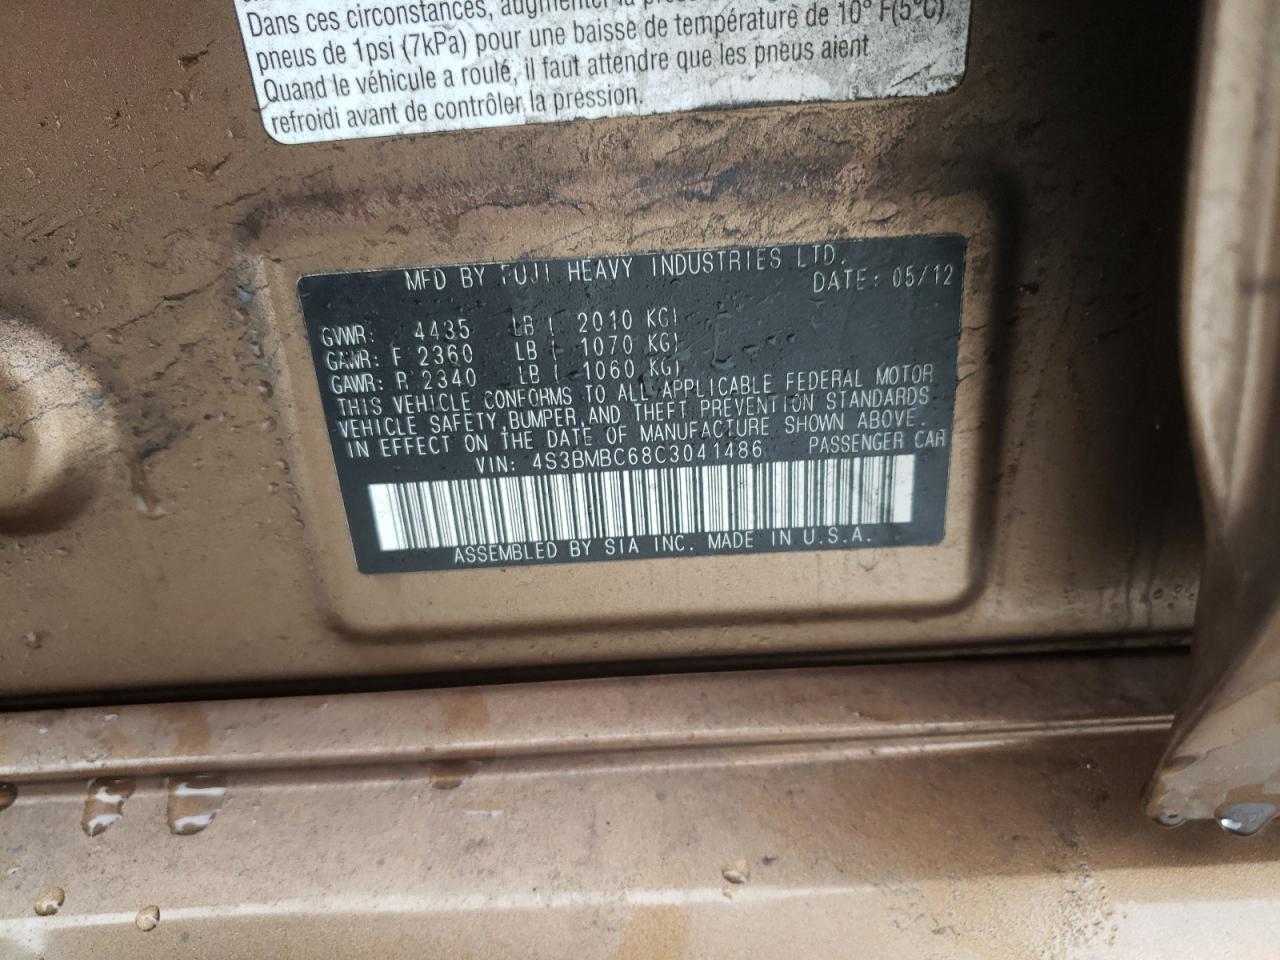 Dans ces circonstances, augmenter la
pneus de 1psi (7kPa) pour une baisse de température de 10° F(5°C)
Quand le véhicule a roulé, il faut attendre que les pneus aient
refroidi avant de contrôler la pression.
MFD BY FUJI HEAVY INDUSTRIES LTD.
DATE: 05/12
GVWR: 4435 LB ( 2010 KG)
GAWR: F 2360 LB ( 1070 KG)
GAWR: R 2340 LB ( 1060 KG)
THIS VEHICLE CONFORMS TO ALL APPLICABLE FEDERAL MOTOR
VEHICLE SAFETY, BUMPER, AND THEFT PREVENTION STANDARDS
IN EFFECT ON THE DATE OF MANUFACTURE SHOWN ABOVE.
VIN: 4S3BMBC68C3041486 PASSENGER CAR
ASSEMBLED BY SIA INC. MADE IN U.S.A.